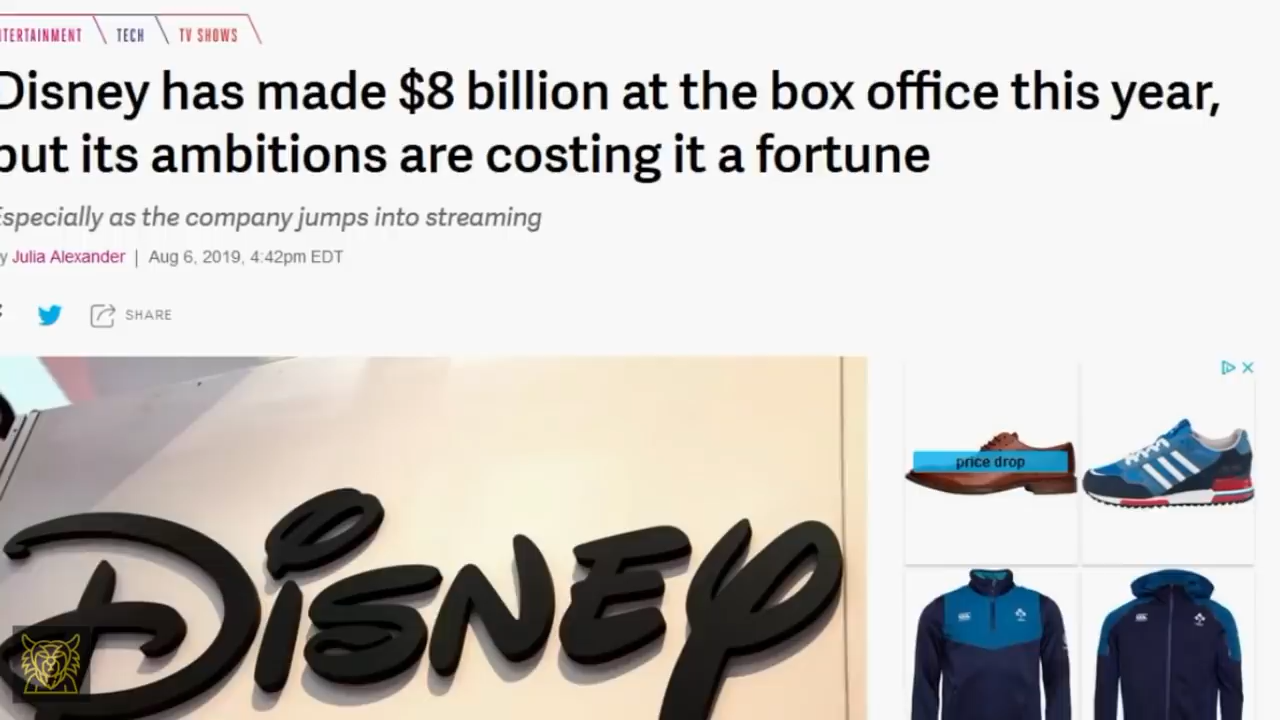 NTERTAINMENT TECH TV SHOWS
Disney has made $8 billion at the box office this year,
but its ambitions are costing it a fortune
Especially as the company jumps into streaming
y Julia Alexander | Aug 6, 2019, 4:42pm EDT
SHARE
DISNEY
price drop